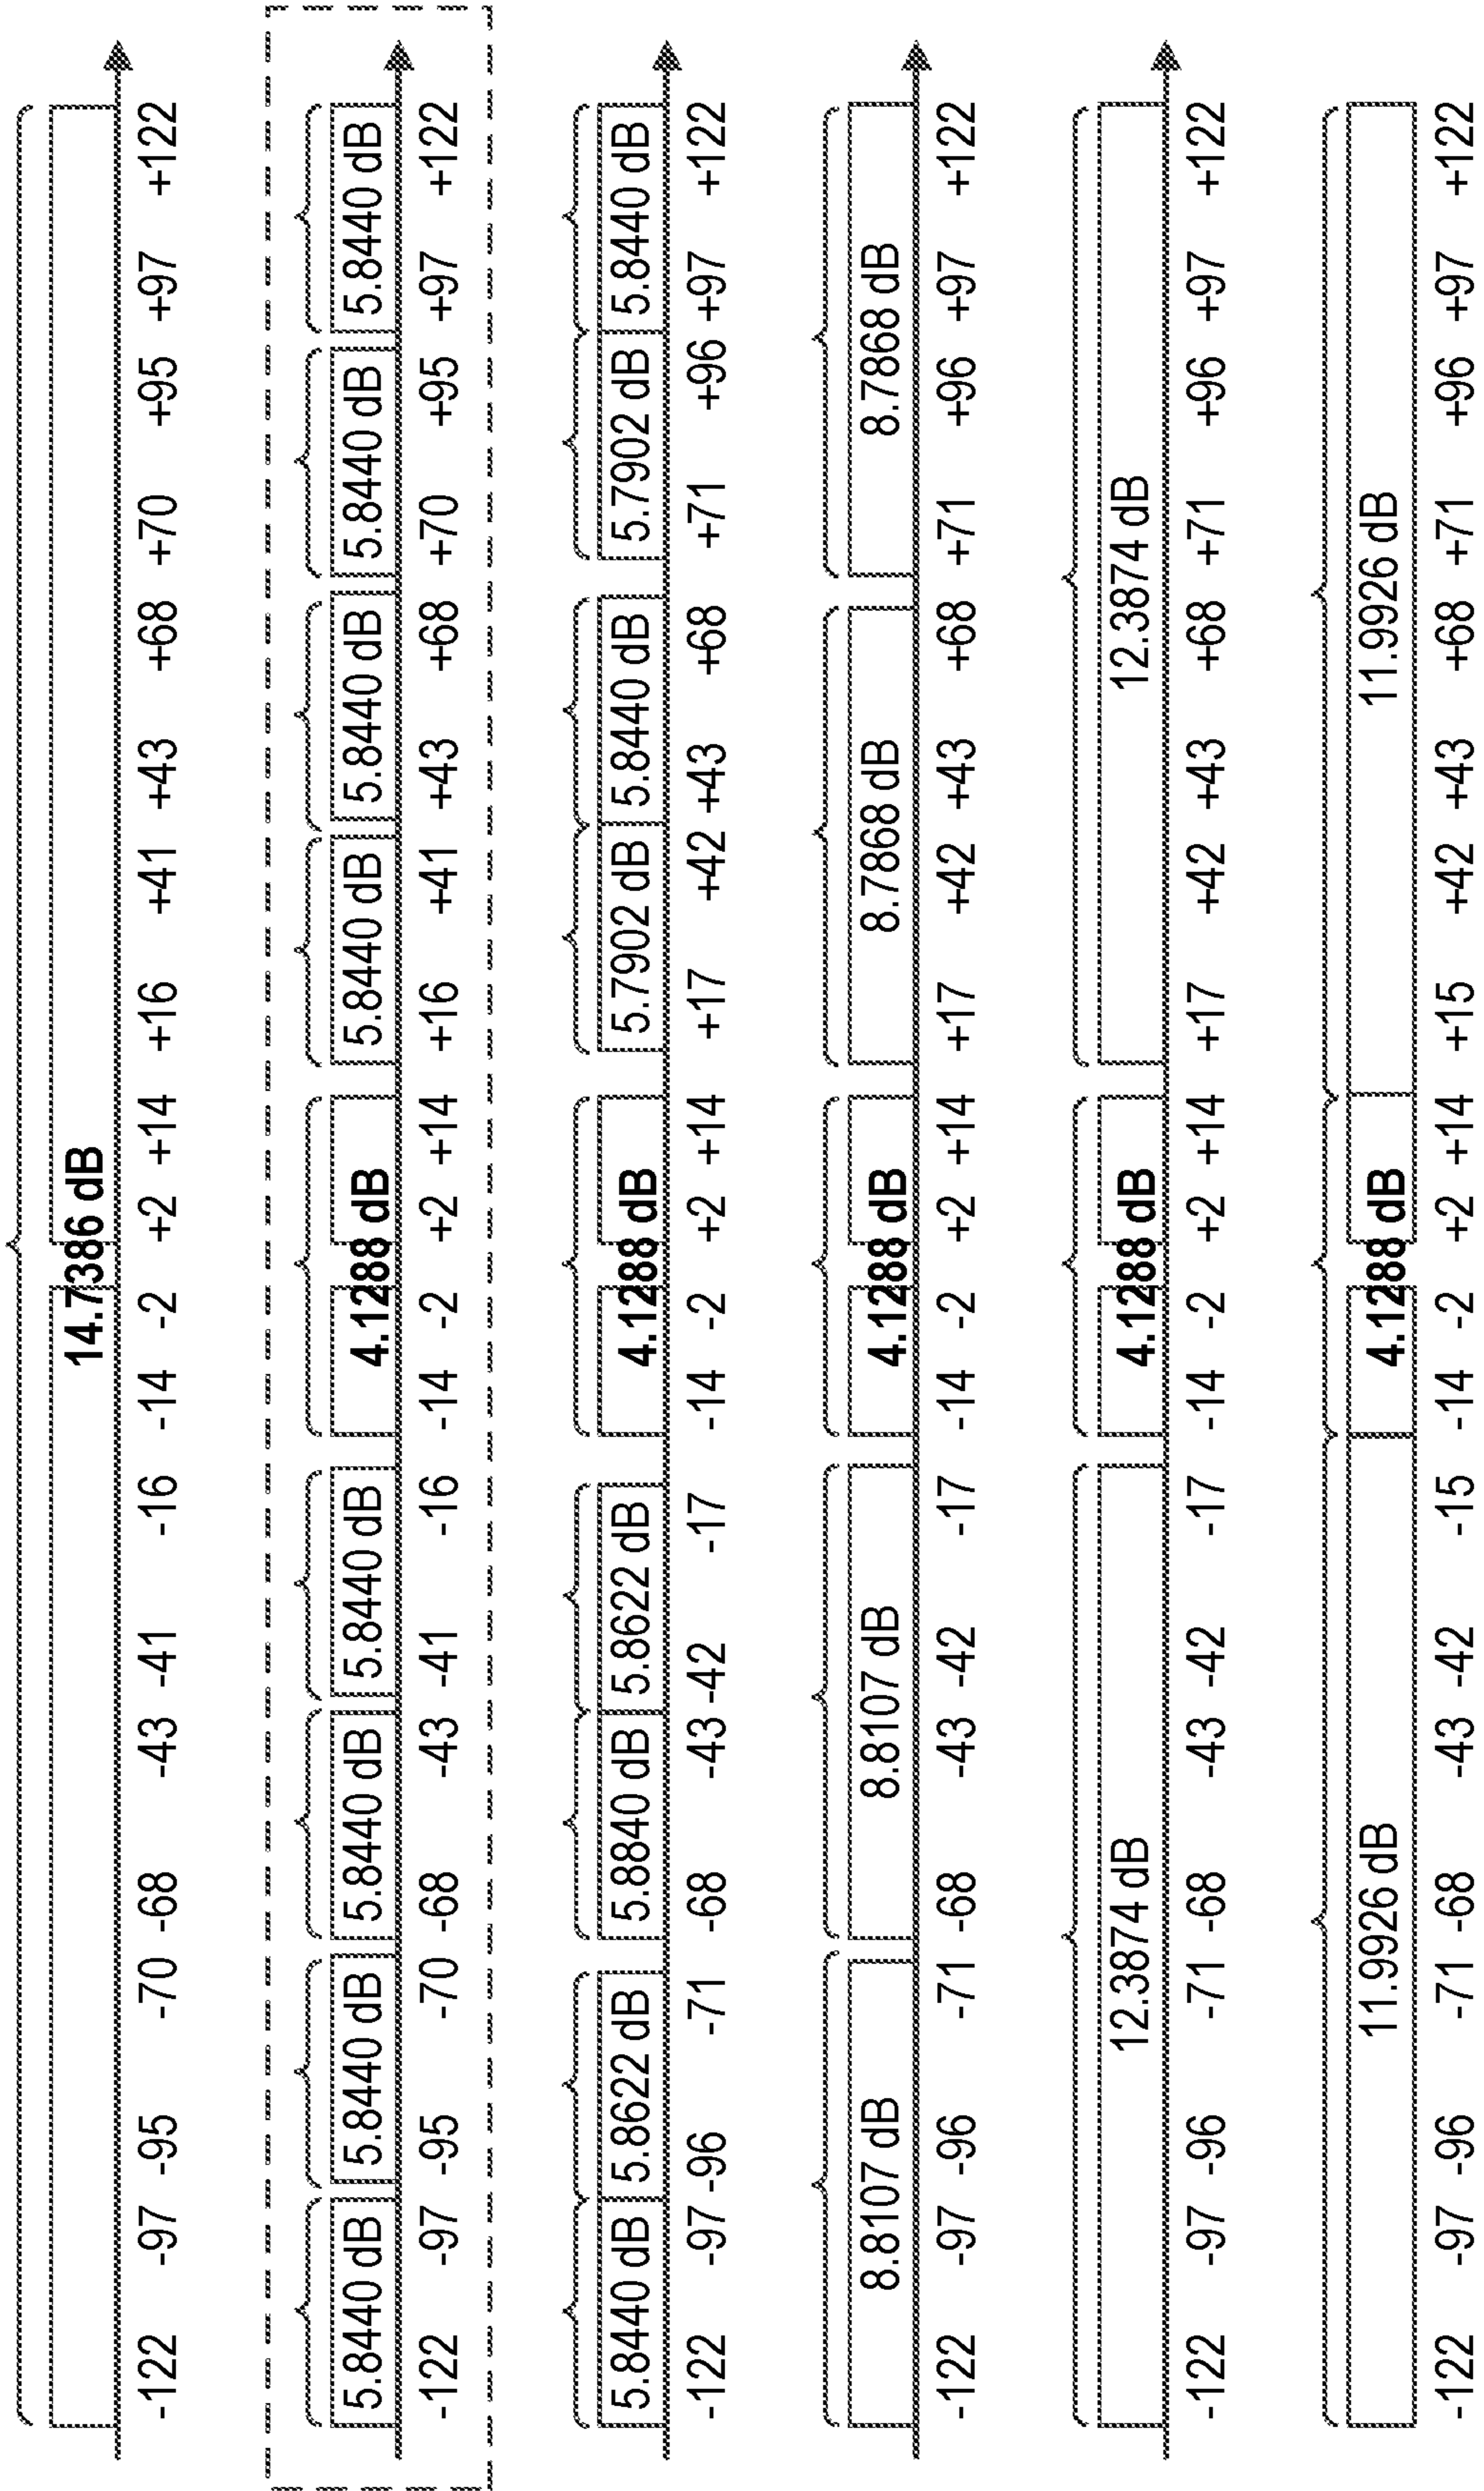 14.7386 dB
-122 -97 -95 -70 -68 -43 -41 -16 -14 -2 +2 +14 +16 +41 +43 +68 +70 +95 +97 +122
5.8440 dB 5.8440 dB 5.8440 dB 5.8440 dB 4.1288 dB 5.8440 dB 5.8440 dB 5.8440 dB 5.8440 dB
-122 -97 -95 -70 -68 -43 -41 -16 -14 -2 +2 +14 +16 +41 +43 +68 +70 +95 +97 +122
5.8440 dB 5.8622 dB 5.8840 dB 5.8622 dB 4.1288 dB 5.7902 dB 5.8440 dB 5.7902 dB 5.8440 dB
-122 -97 -96 -71 -68 -43 -42 -17 -14 -2 +2 +14 +17 +42 +43 +68 +71 +96 +97 +122
8.8107 dB 8.8107 dB 4.1288 dB 8.7868 dB 8.7868 dB
-122 -97 -96 -71 -68 -43 -42 -17 -14 -2 +2 +14 +17 +42 +43 +68 +71 +96 +97 +122
12.3874 dB 4.1288 dB 12.3874 dB
-122 -97 -96 -71 -68 -43 -42 -17 -14 -2 +2 +14 +17 +42 +43 +68 +71 +96 +97 +122
11.9926 dB 4.1288 dB 11.9926 dB
-122 -97 -96 -71 -68 -43 -42 -15 -14 -2 +2 +14 +15 +42 +43 +68 +71 +96 +97 +122